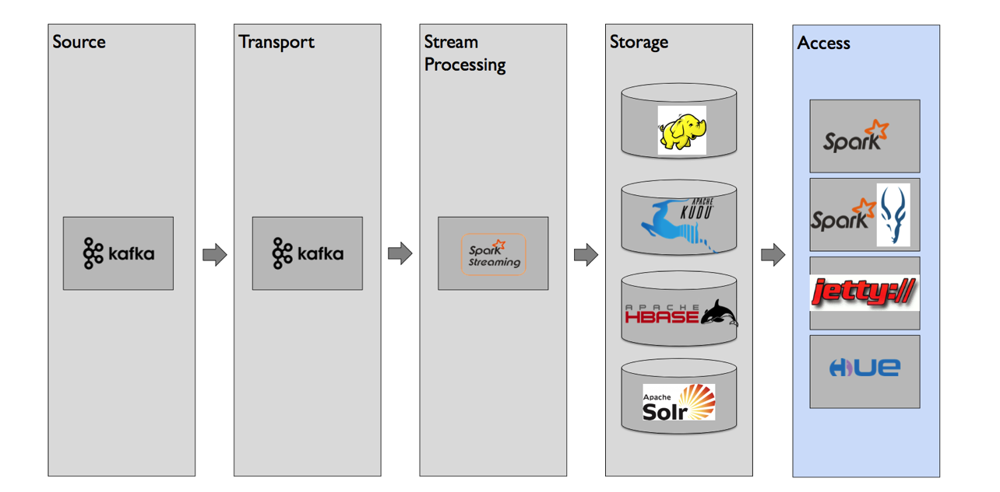 Source
kafka
Transport
kafka
Stream
Processing
Spark
Streaming
Storage
APACHE
KUDU
APACHE
HBASE
Apache
Solr
Access
Spark
Spark
jetty://
HUE